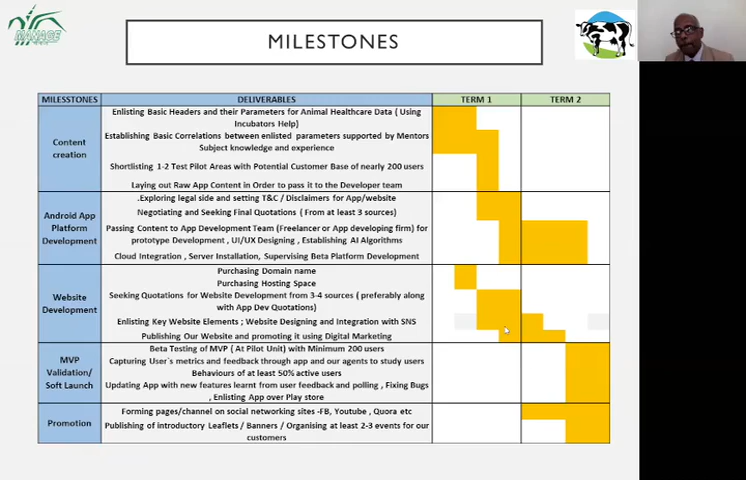 MANAGE
MILESTONES
MILESSTONES DELIVERABLES TERM 1 TERM 2
Content
creation
Enlisting Basic Headers and their Parameters for Animal Healthcare Data ( Using
Incubators Help)
Establishing Basic Correlations between enlisted parameters supported by Mentors
Subject knowledge and experience
Shortlisting 1-2 Test Pilot Areas with Potential Customer Base of nearly 200 users
Laying out Raw App Content in Order to pass it to the Developer team
Android App
Platform
Development
.Exploring legal side and setting T&C / Disclaimers for App/website
Negotiating and Seeking Final Quotations ( From at least 3 sources)
Passing Content to App Development Team (Freelancer or App developing firm) for
prototype Development , UI/UX Designing , Establishing AI Algorithms
Cloud Integration , Server Installation, Supervising Beta Platform Development
Website
Development
Purchasing Domain name
Purchasing Hosting Space
Seeking Quotations for Website Development from 3-4 sources ( preferably along
with App Dev Quotations)
Enlisting Key Website Elements ; Website Designing and Integration with SNS
Publishing Our Website and promoting it using Digital Marketing
MVP
Validation/
Soft Launch
Beta Testing of MVP ( At Pilot Unit) with Minimum 200 users
Capturing User's metrics and feedback through app and our agents to study users
Behaviours of at least 50% active users
Updating App with new features learnt from user feedback and polling , Fixing Bugs
, Enlisting App over Play store
Promotion
Forming pages/channel on social networking sites -FB, Youtube , Quora etc
Publishing of introductory Leaflets / Banners / Organising at least 2-3 events for our
customers